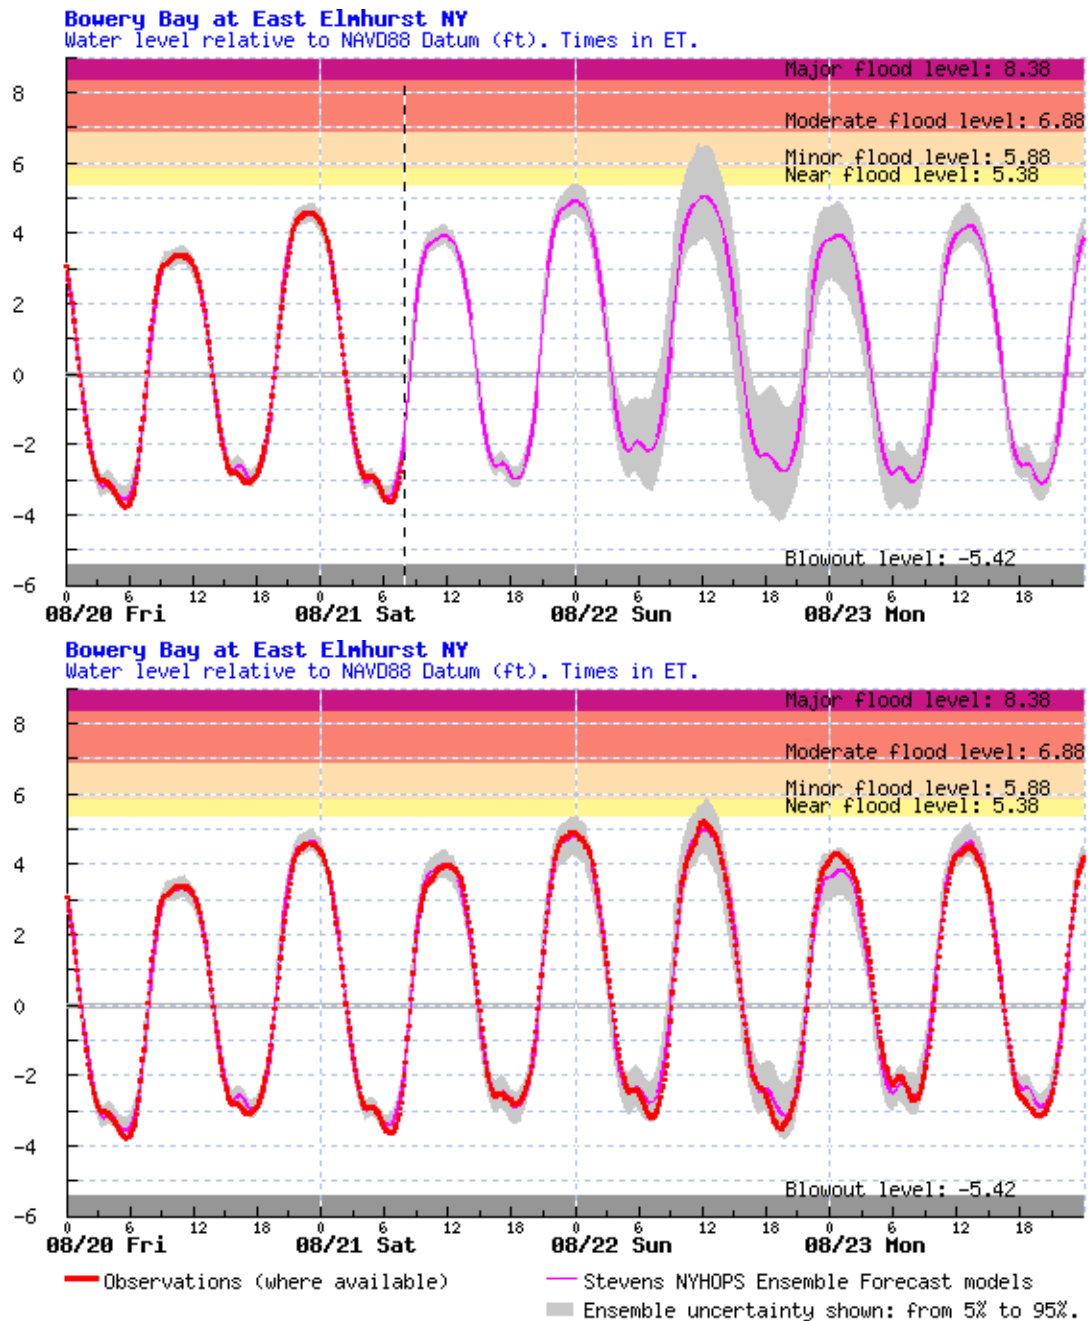 Bowery Bay at East Elmhurst NY
Water level relative to NAVD88 Datum (ft). Times in ET.
Major flood level: 8.38
8
Moderate flood level: 6.88
Minor flood level: 5.88
6
Near flood level: 5.38
4
2
0
-2
-4
Blowout level: -5.42
-6
0 6 12 18 0 6 12 18 0 6 12 18 0 6 12 18
08/20 Fri 08/21 Sat 08/22 Sun 08/23 Mon
Bowery Bay at East Elmhurst NY
Water level relative to NAVD88 Datum (ft). Times in ET.
Major flood level: 8.38
8
Moderate flood level: 6.88
Minor flood level: 5.88
6
Near flood level: 5.38
4
2
0
-2
-4
Blowout level: -5.42
-6
0 6 12 18 0 6 12 18 0 6 12 18 0 6 12 18
08/20 Fri 08/21 Sat 08/22 Sun 08/23 Mon
Observations (where available) Stevens NYHOPS Ensemble Forecast models
Ensemble uncertainty shown: from 5% to 95%.